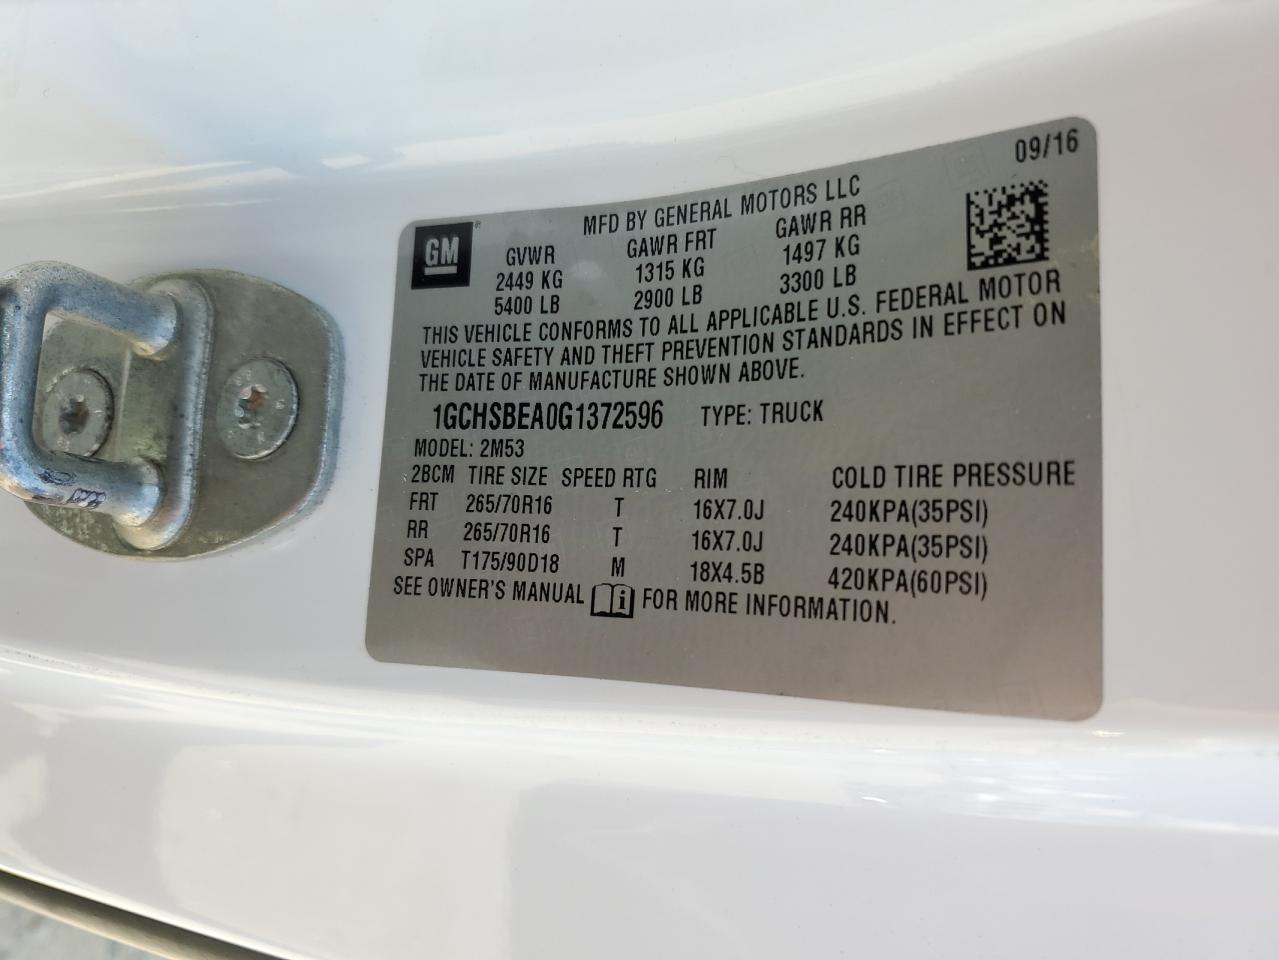 09/16
MFD BY GENERAL MOTORS LLC
GM
GVWR GAWR FRT GAWR RR
2449 KG 1315 KG 1497 KG
5400 LB 2900 LB 3300 LB
THIS VEHICLE CONFORMS TO ALL APPLICABLE U.S. FEDERAL MOTOR
VEHICLE SAFETY AND THEFT PREVENTION STANDARDS IN EFFECT ON
THE DATE OF MANUFACTURE SHOWN ABOVE.
1GCHSBEA0G1372596 TYPE: TRUCK
MODEL: 2M53
2BCM TIRE SIZE SPEED RTG RIM COLD TIRE PRESSURE
FRT 265/70R16 T 16X7.0J 240KPA(35PSI)
RR 265/70R16 T 16X7.0J 240KPA(35PSI)
SPA T175/90D18 M 18X4.5B 420KPA(60PSI)
SEE OWNER'S MANUAL i FOR MORE INFORMATION.